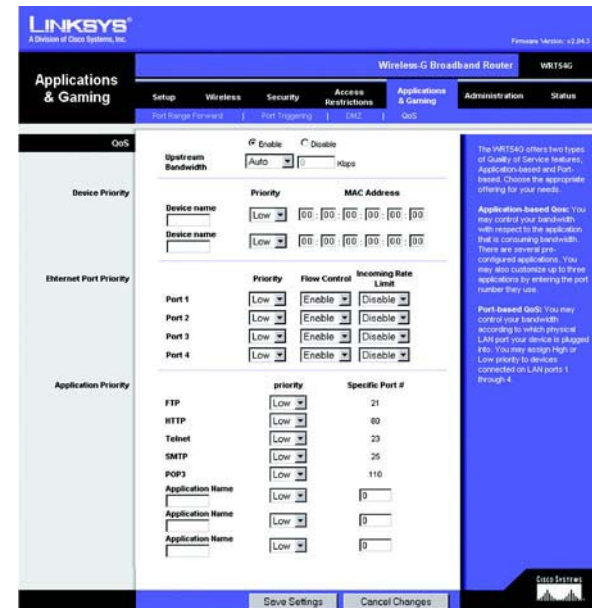 LINKSYS®
A Division of Cisco Systems, Inc.
Firmware Version: v2.04.3
Wireless-G Broadband Router WRT54G
Applications & Gaming
Setup Wireless Security Access Restrictions Applications & Gaming Administration Status
Port Range Forward | Port Triggering | DMZ | QoS
QoS
Enable Disable
Upstream Bandwidth Auto 0 Kbps
Device Priority
Priority MAC Address
Device name
Low 00 : 00 : 00 : 00 : 00 : 00
Device name
Low 00 : 00 : 00 : 00 : 00 : 00
Ethernet Port Priority
Priority Flow Control Incoming Rate Limit
Port 1 Low Enable Disable
Port 2 Low Enable Disable
Port 3 Low Enable Disable
Port 4 Low Enable Disable
Application Priority
priority Specific Port #
FTP Low 21
HTTP Low 80
Telnet Low 23
SMTP Low 25
POP3 Low 110
Application Name
Low 0
Application Name
Low 0
Application Name
Low 0
The WRT54G offers two types
of Quality of Service features,
Application-based and Port-
based. Choose the appropriate
offering for your needs.
Application-based Qos: You
may control your bandwidth
with respect to the application
that is consuming bandwidth.
There are several pre-
configured applications. You
may also customize up to three
applications by entering the port
number they use.
Port-based QoS: You may
control your bandwidth
according to which physical
LAN port your device is plugged
into. You may assign High or
Low priority to devices
connected on LAN ports 1
through 4.
Save Settings Cancel Changes
CISCO SYSTEMS